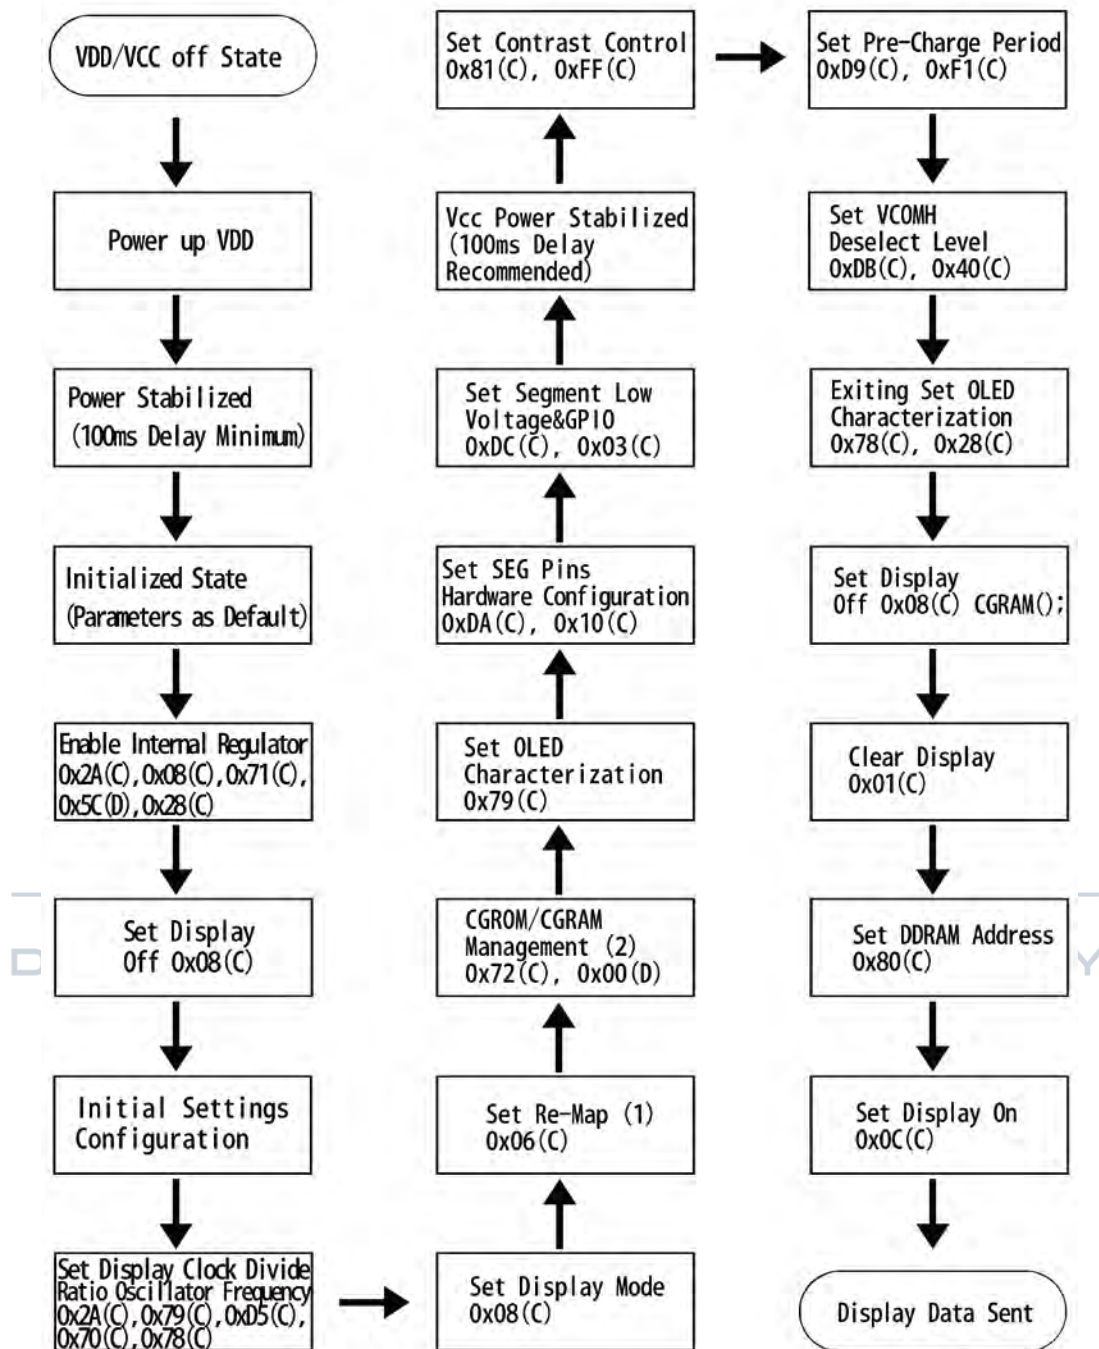 VDD/VCC off State
Power up VDD
Power Stabilized
(100ms Delay Minimum)
Initialized State
(Parameters as Default)
Enable Internal Regulator
0x2A(C),0x08(C),0x71(C),
0x5C(D),0x28(C)
Set Display
Off 0x08(C)
Initial Settings
Configuration
Set Display Clock Divide
Ratio Oscillator Frequency
0x2A(C),0x79(C),0xD5(C),
0x70(C),0x78(C)
Set Display Mode
0x08(C)
Set Re-Map (1)
0x06(C)
CGROM/CGRAM
Management (2)
0x72(C), 0x00(D)
Set OLED
Characterization
0x79(C)
Set SEG Pins
Hardware Configuration
0xDA(C), 0x10(C)
Set Segment Low
Voltage&GPIO
0xDC(C), 0x03(C)
Vcc Power Stabilized
(100ms Delay
Recommended)
Set Contrast Control
0x81(C), 0xFF(C)
Set Pre-Charge Period
0xD9(C), 0xF1(C)
Set VCOMH
Deselect Level
0xDB(C), 0x40(C)
Exiting Set OLED
Characterization
0x78(C), 0x28(C)
Set Display
Off 0x08(C) CGRAM();
Clear Display
0x01(C)
Set DDRAM Address
0x80(C)
Set Display On
0x0C(C)
Display Data Sent